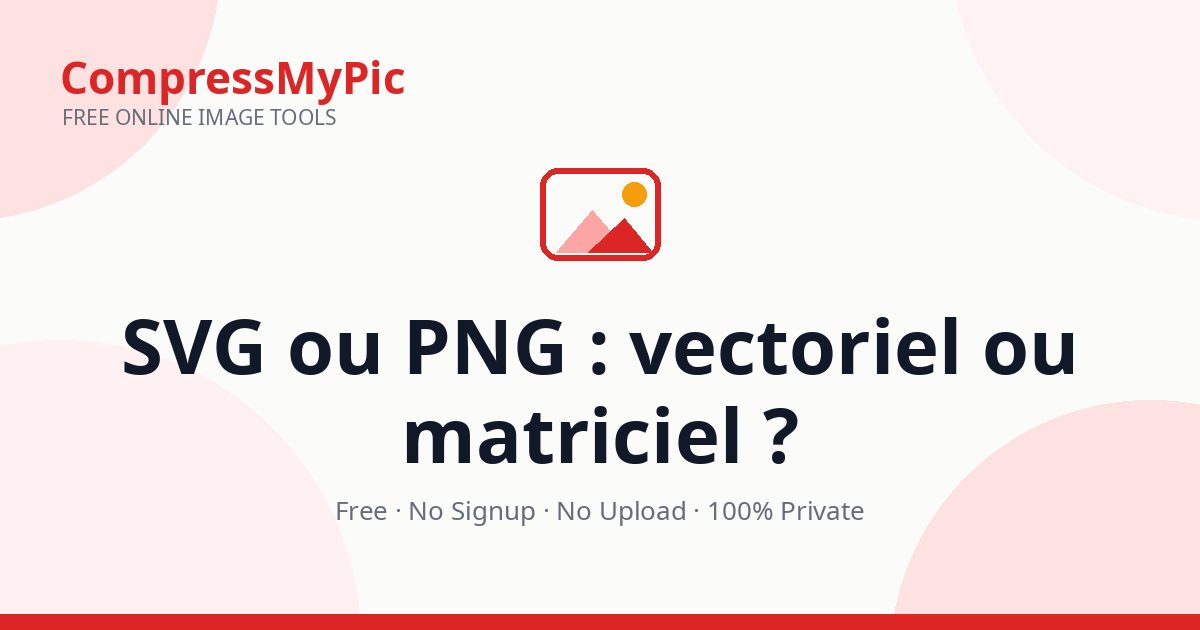 CompressMyPic
FREE ONLINE IMAGE TOOLS
SVG ou PNG : vectoriel ou
matriciel ?
Free · No Signup · No Upload · 100% Private